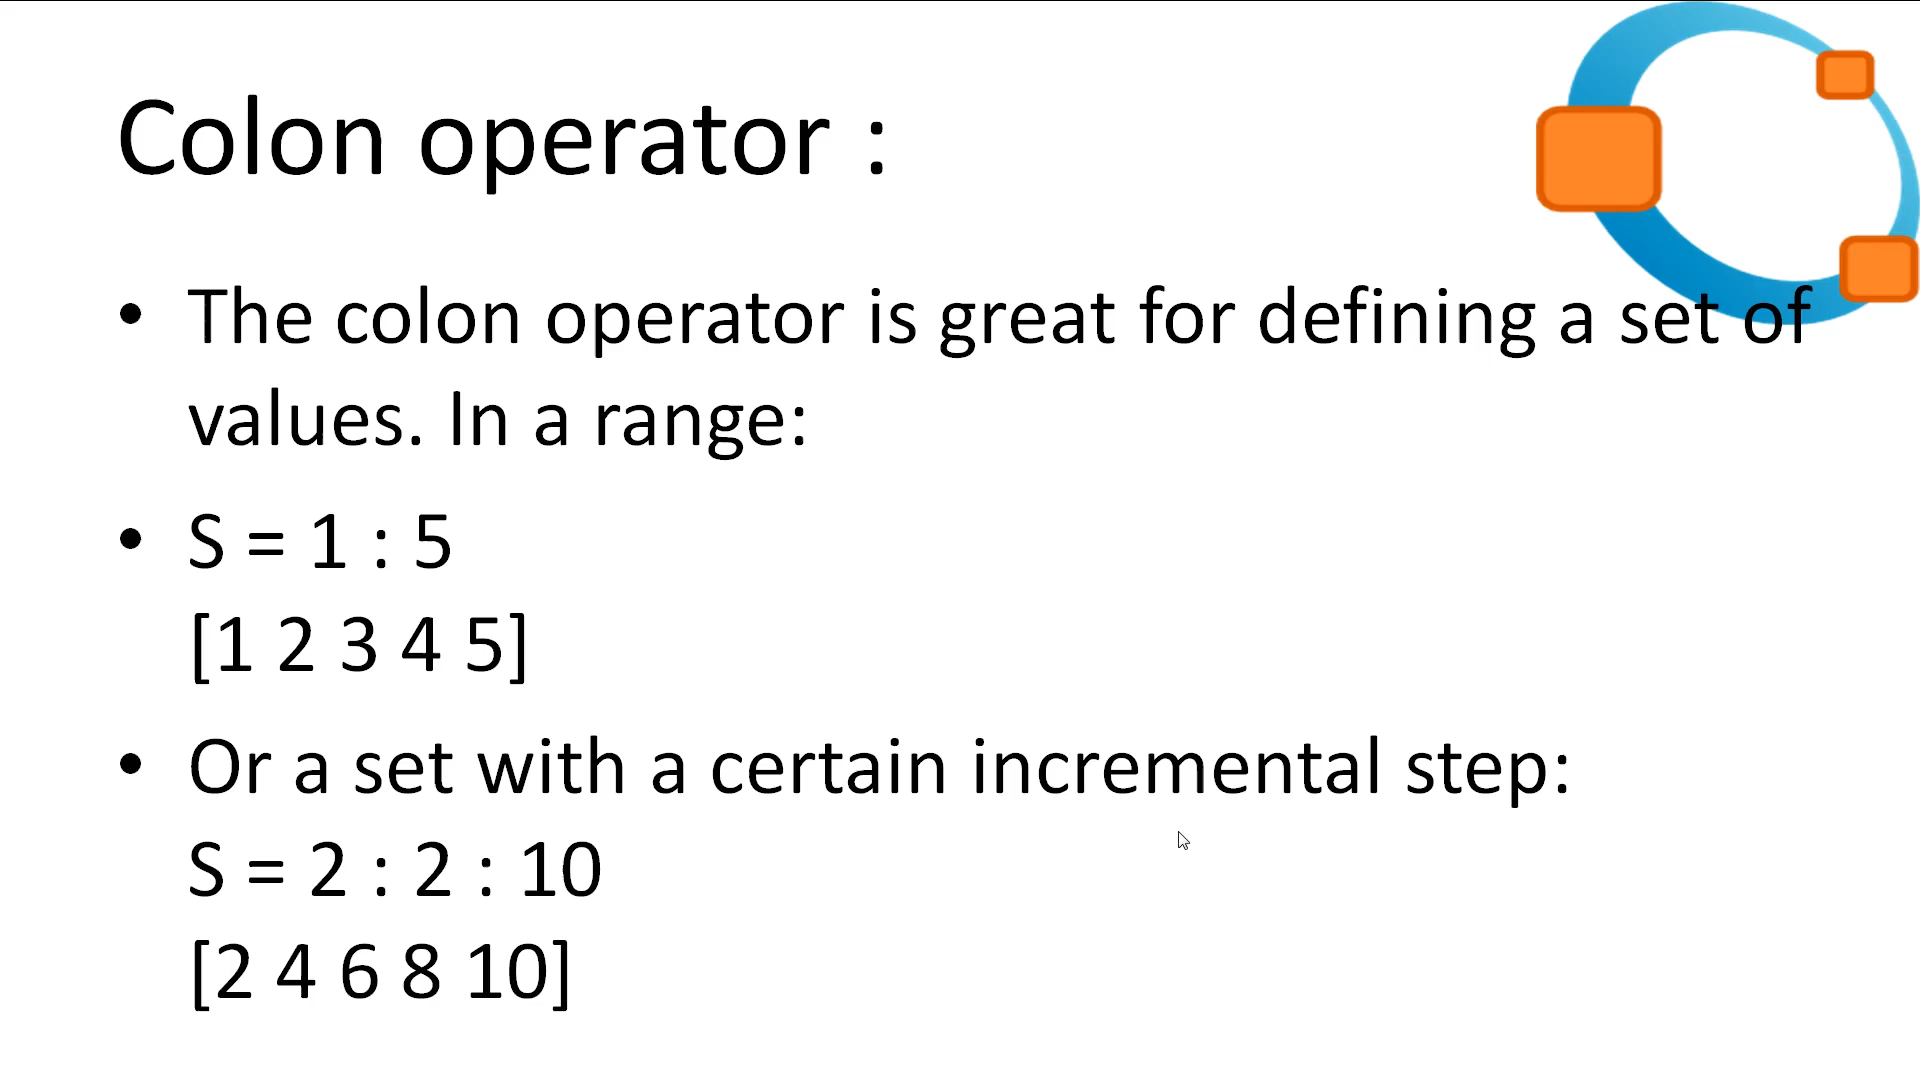 Colon operator :
• The colon operator is great for defining a set of
values. In a range:
• S = 1 : 5
[1 2 3 4 5]
• Or a set with a certain incremental step:
S = 2 : 2 : 10
[2 4 6 8 10]